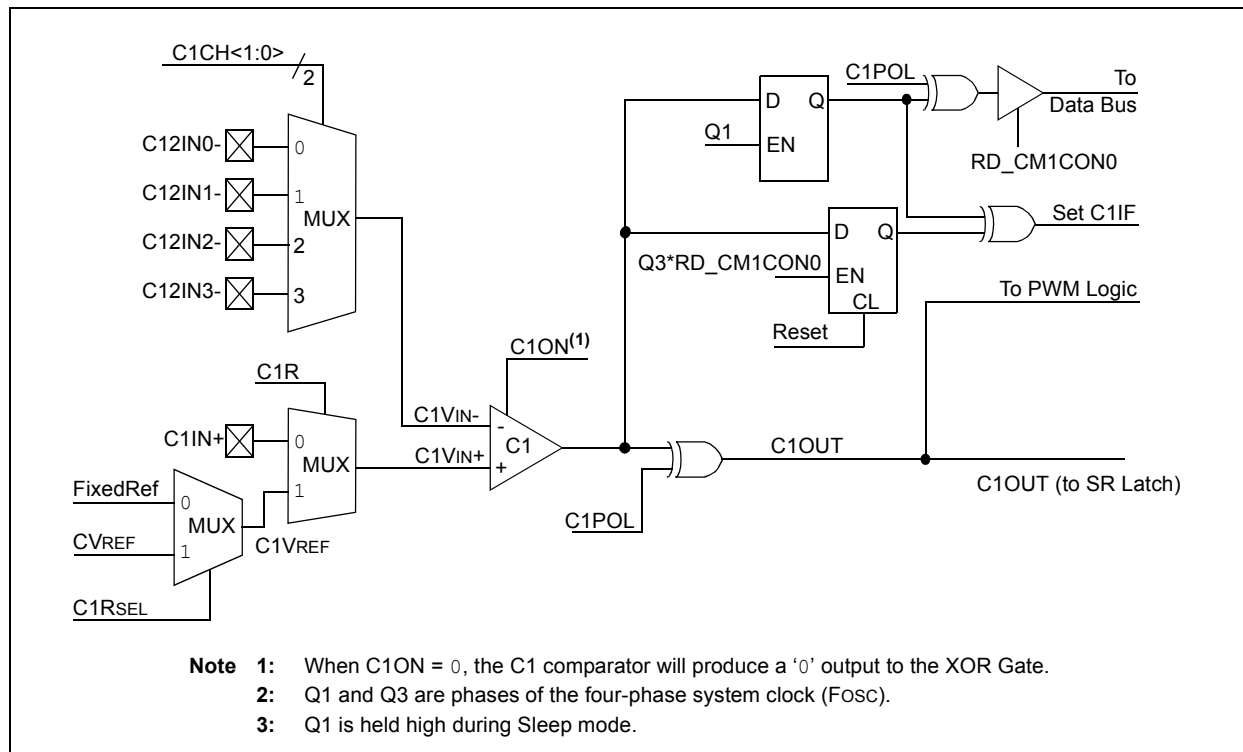 C1CH<1:0>
2
C12IN0-
0
C12IN1-
1
MUX
C12IN2-
2
C12IN3-
3
C1R
C1IN+
0
MUX
1
FixedRef
0
MUX
CVREF
1
C1VREF
C1RSEL
C1ON(1)
C1VIN-
-
C1
C1VIN+
+
D
Q
Q1
EN
C1POL
To
Data Bus
RD_CM1CON0
D
Q
Q3*RD_CM1CON0
EN
CL
Reset
Set C1IF
To PWM Logic
C1OUT
C1POL
C1OUT (to SR Latch)
Note 1: When C1ON = 0, the C1 comparator will produce a ‘0’ output to the XOR Gate.
2: Q1 and Q3 are phases of the four-phase system clock (FOSC).
3: Q1 is held high during Sleep mode.